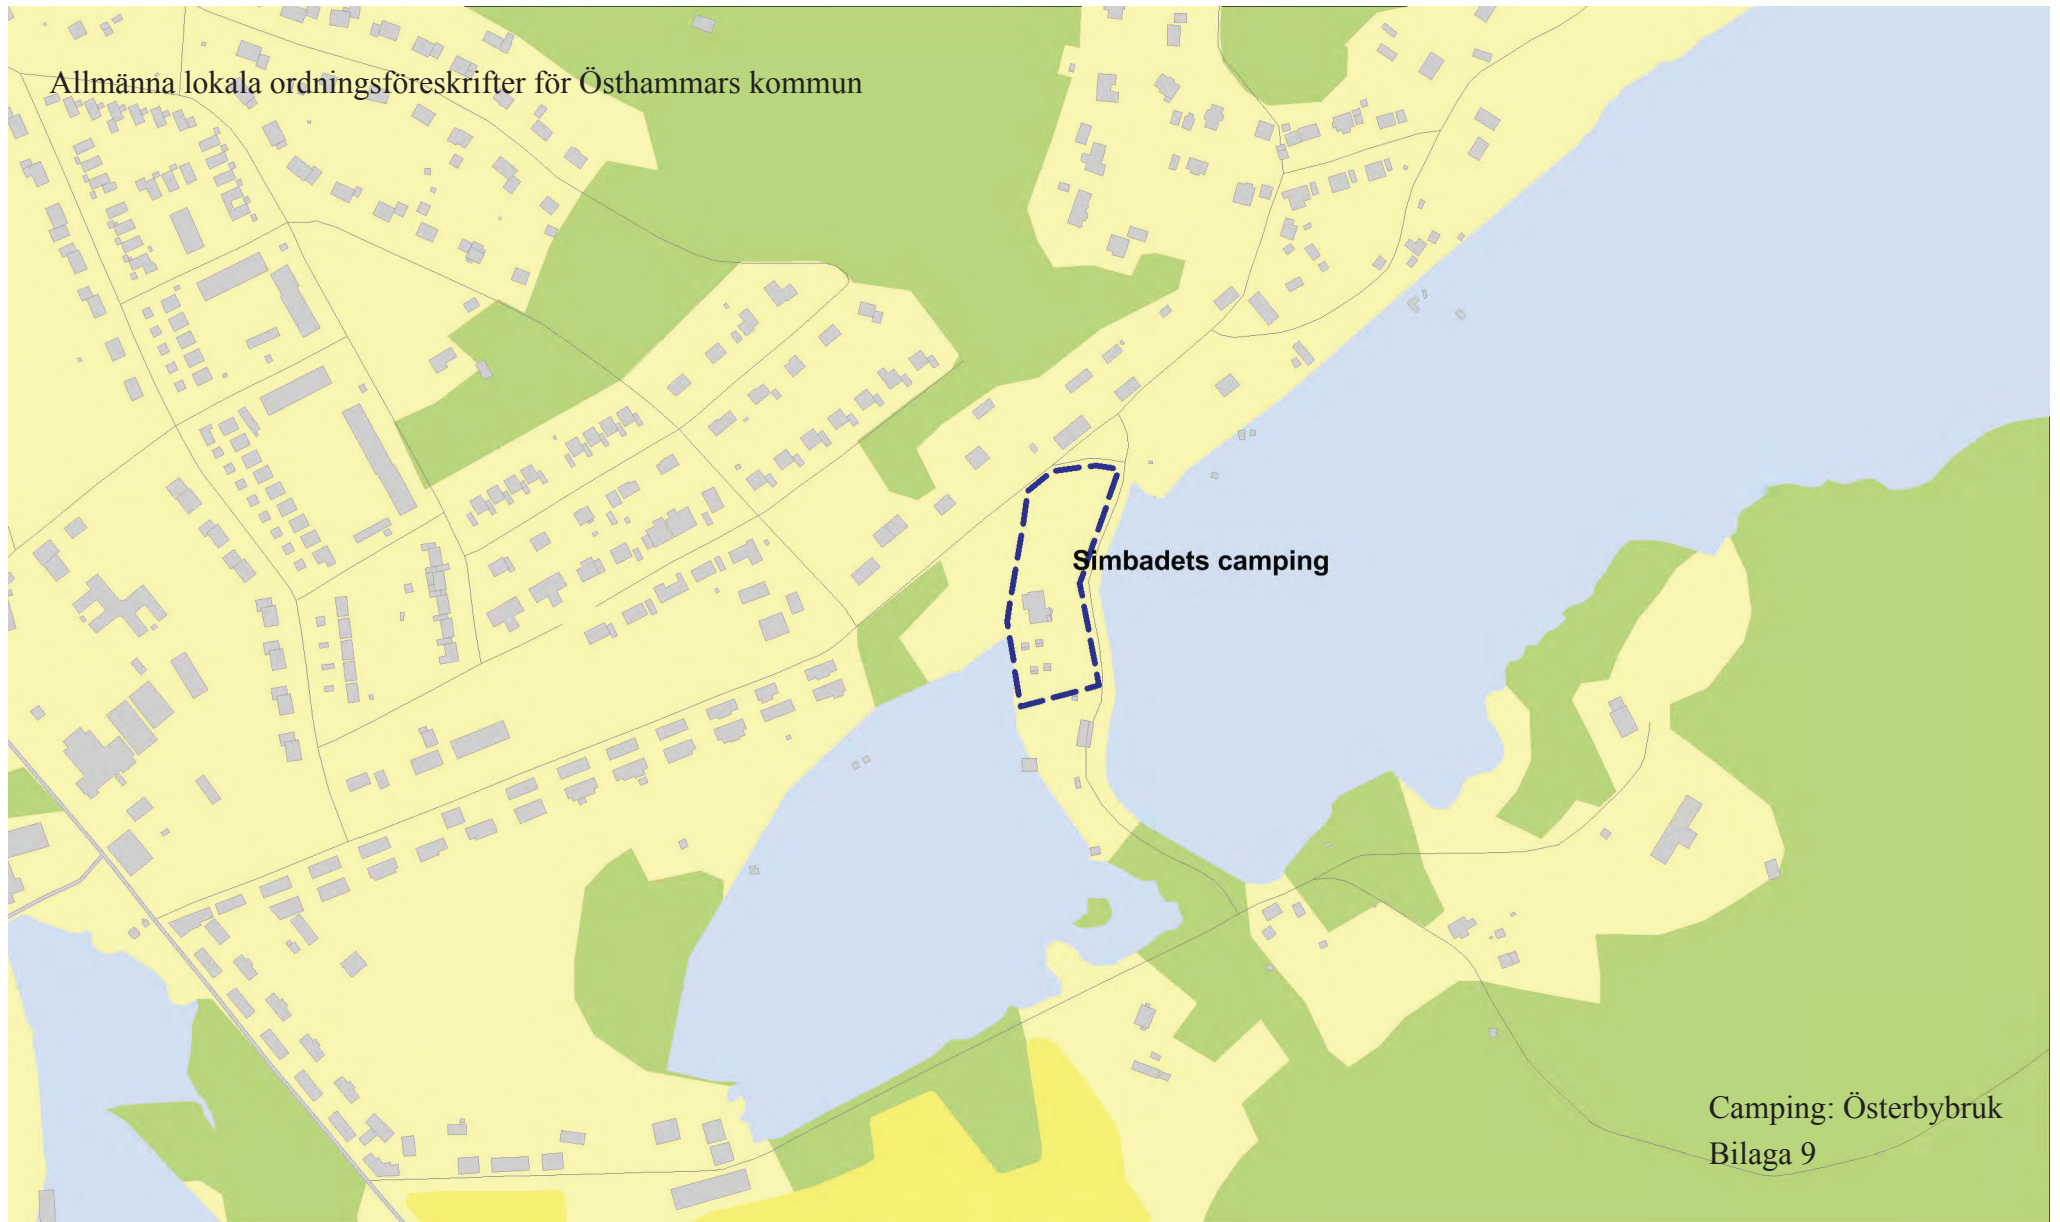 Allmänna lokala ordningsföreskrifter för Östhammars kommun
Simbadets camping
Camping: Österbybruk
Bilaga 9